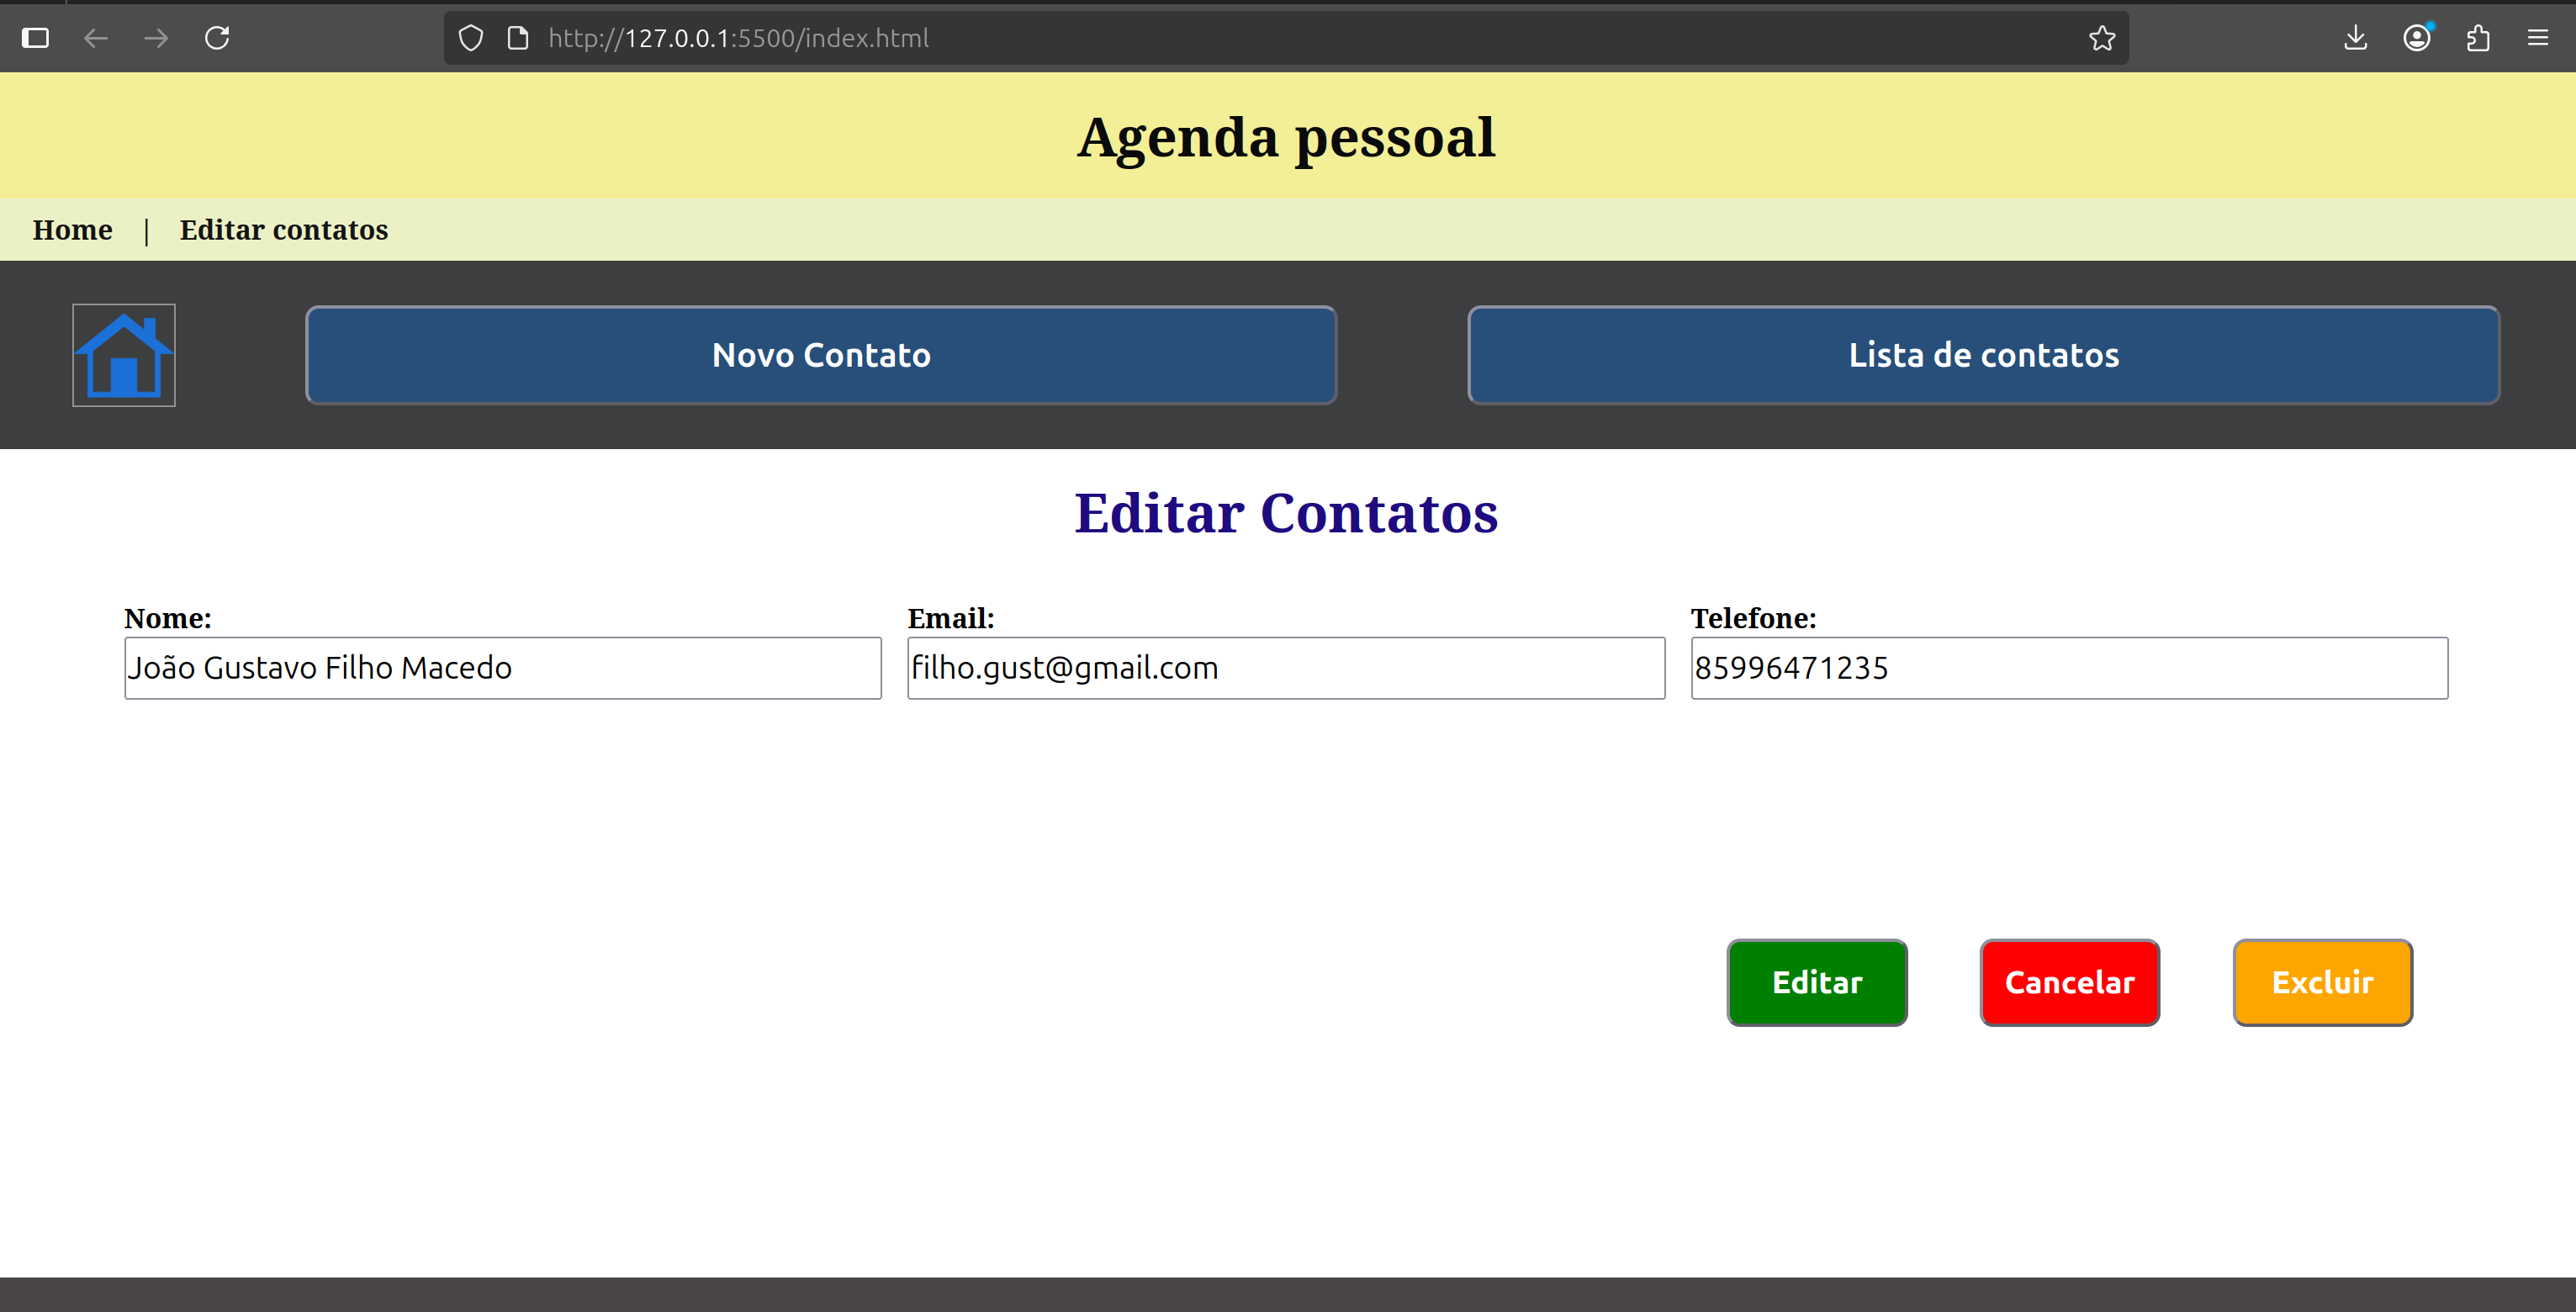 http://127.0.0.1:5500/index.html
Agenda pessoal
Home | Editar contatos
Novo Contato Lista de contatos
Editar Contatos
Nome: Email: Telefone:
João Gustavo Filho Macedo filho.gust@gmail.com 85996471235
Editar Cancelar Excluir